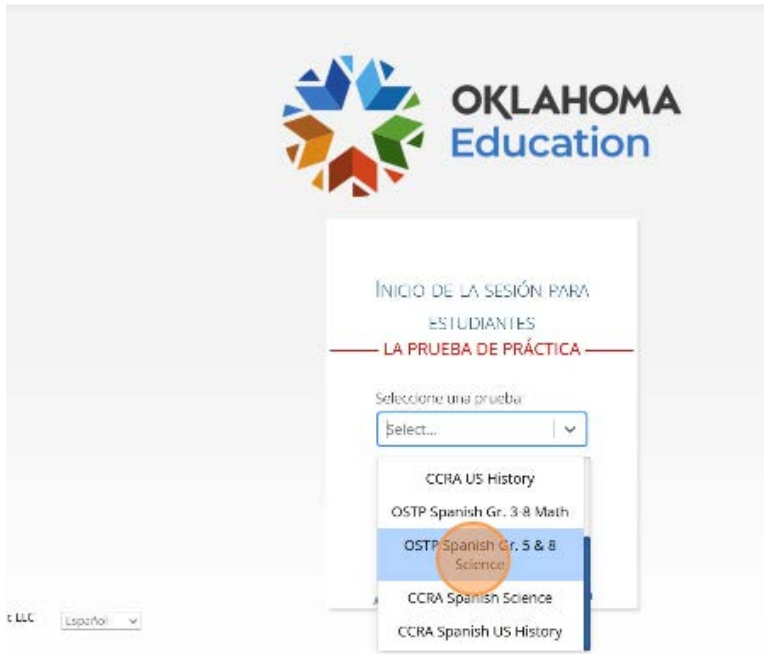 OKLAHOMA
Education
INICIO DE LA SESIÓN PARA
ESTUDIANTES
LA PRUEBA DE PRÁCTICA
Seleccione una prueba
Select...
CCRA US History
OSTP Spanish Gr. 3-8 Math
OSTP Spanish Gr. 5 & 8
Science
CCRA Spanish Science
CCRA Spanish US History
LLC
Español